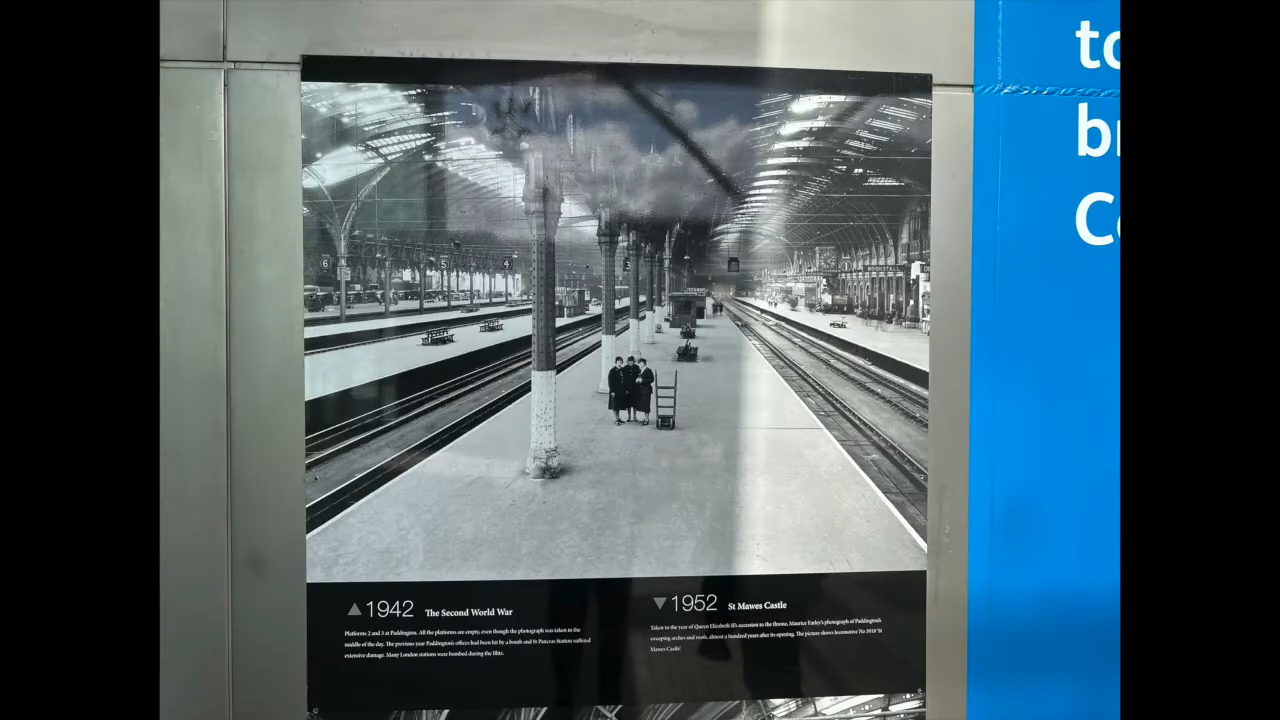 to
br
Co
6
5
4
3
1
BOOKSTALL
1942 The Second World War
Platforms 2 and 3 at Paddington. All the platforms are empty, even though the photograph was taken in the
middle of the day. The previous year Paddington's offices had been hit by a bomb and St Pancras Station suffered
extensive damage. Many London stations were bombed during the Blitz.
1952 St Mawes Castle
Taken in the year of Queen Elizabeth II's accession to the throne, Maurice Earley's photograph of Paddington's
sweeping arches and roofs, almost a hundred years after its opening. The picture shows locomotive No 5018 'St
Mawes Castle'.